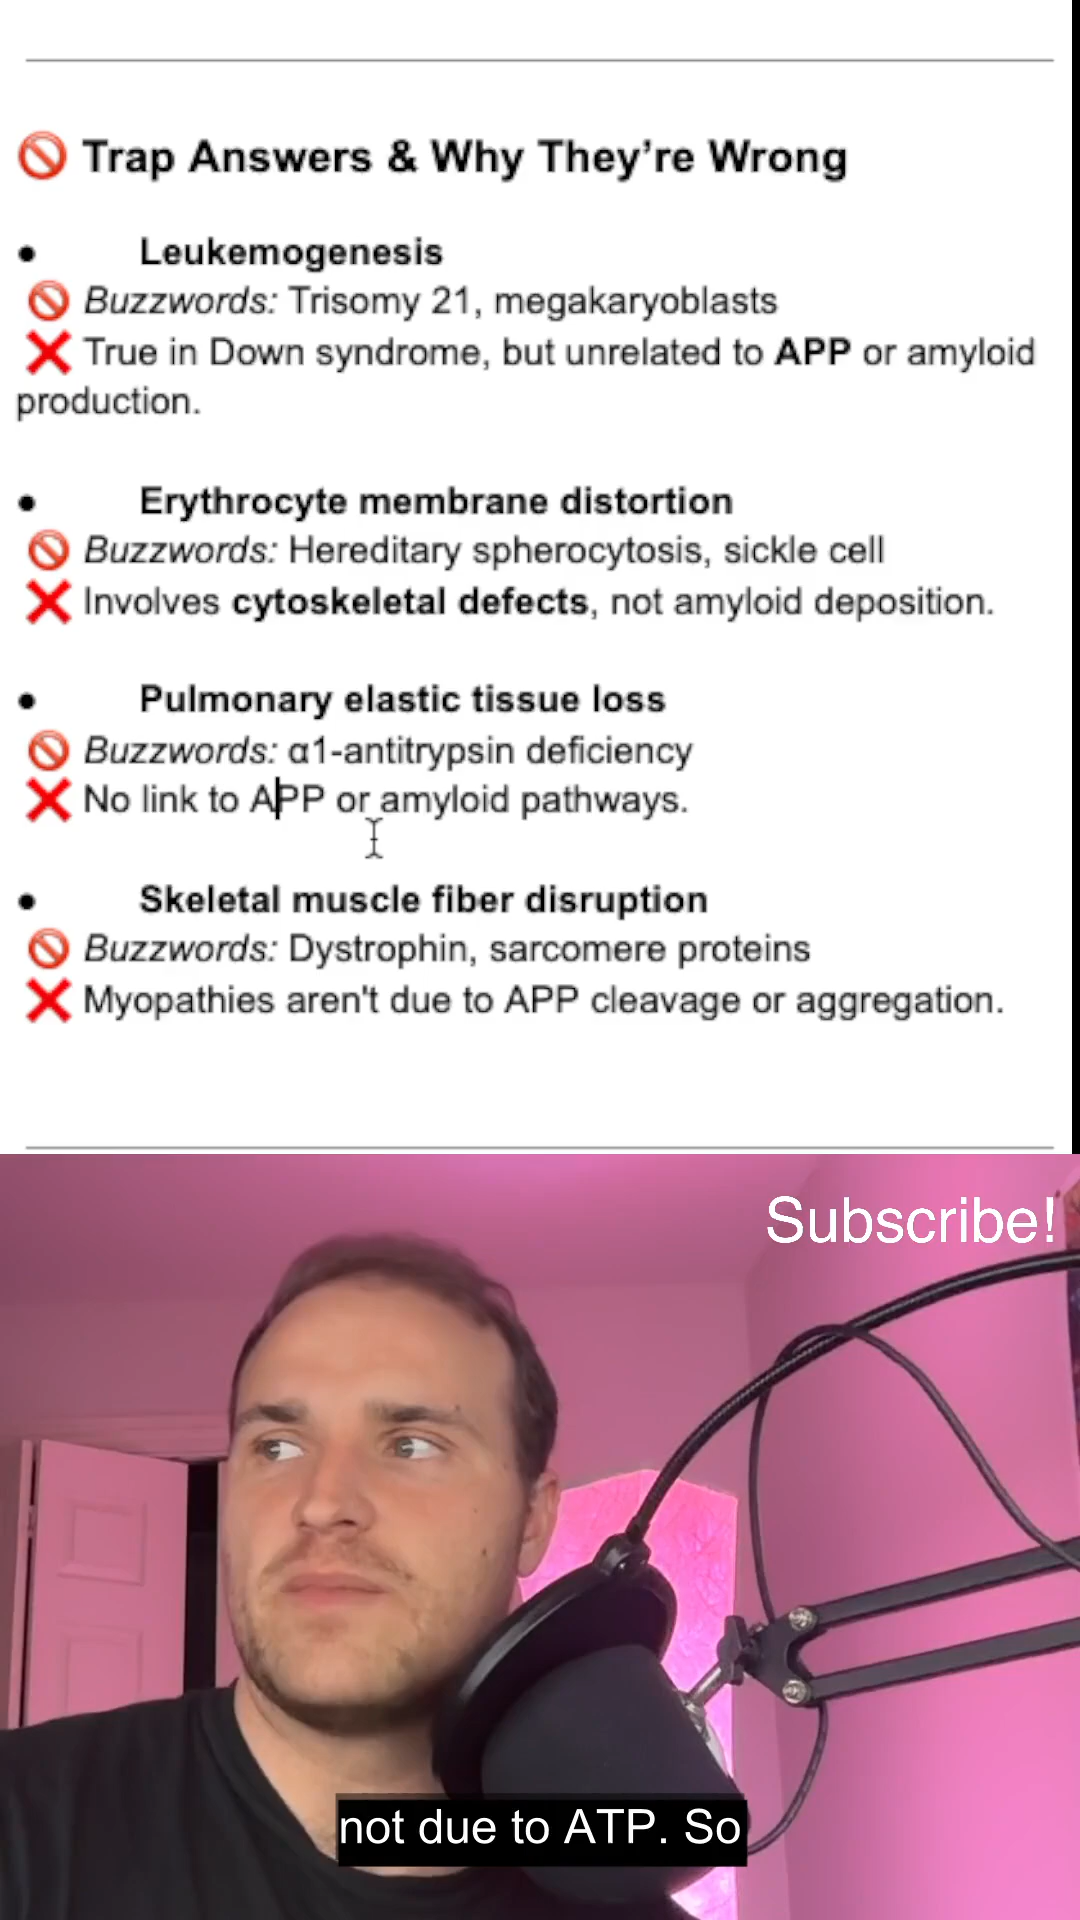 🚫 Trap Answers & Why They’re Wrong
● Leukemogenesis
🚫 Buzzwords: Trisomy 21, megakaryoblasts
❌ True in Down syndrome, but unrelated to APP or amyloid
production.
● Erythrocyte membrane distortion
🚫 Buzzwords: Hereditary spherocytosis, sickle cell
❌ Involves cytoskeletal defects, not amyloid deposition.
● Pulmonary elastic tissue loss
🚫 Buzzwords: α1-antitrypsin deficiency
❌ No link to APP or amyloid pathways.
● Skeletal muscle fiber disruption
🚫 Buzzwords: Dystrophin, sarcomere proteins
❌ Myopathies aren't due to APP cleavage or aggregation.
Subscribe!
not due to ATP. So